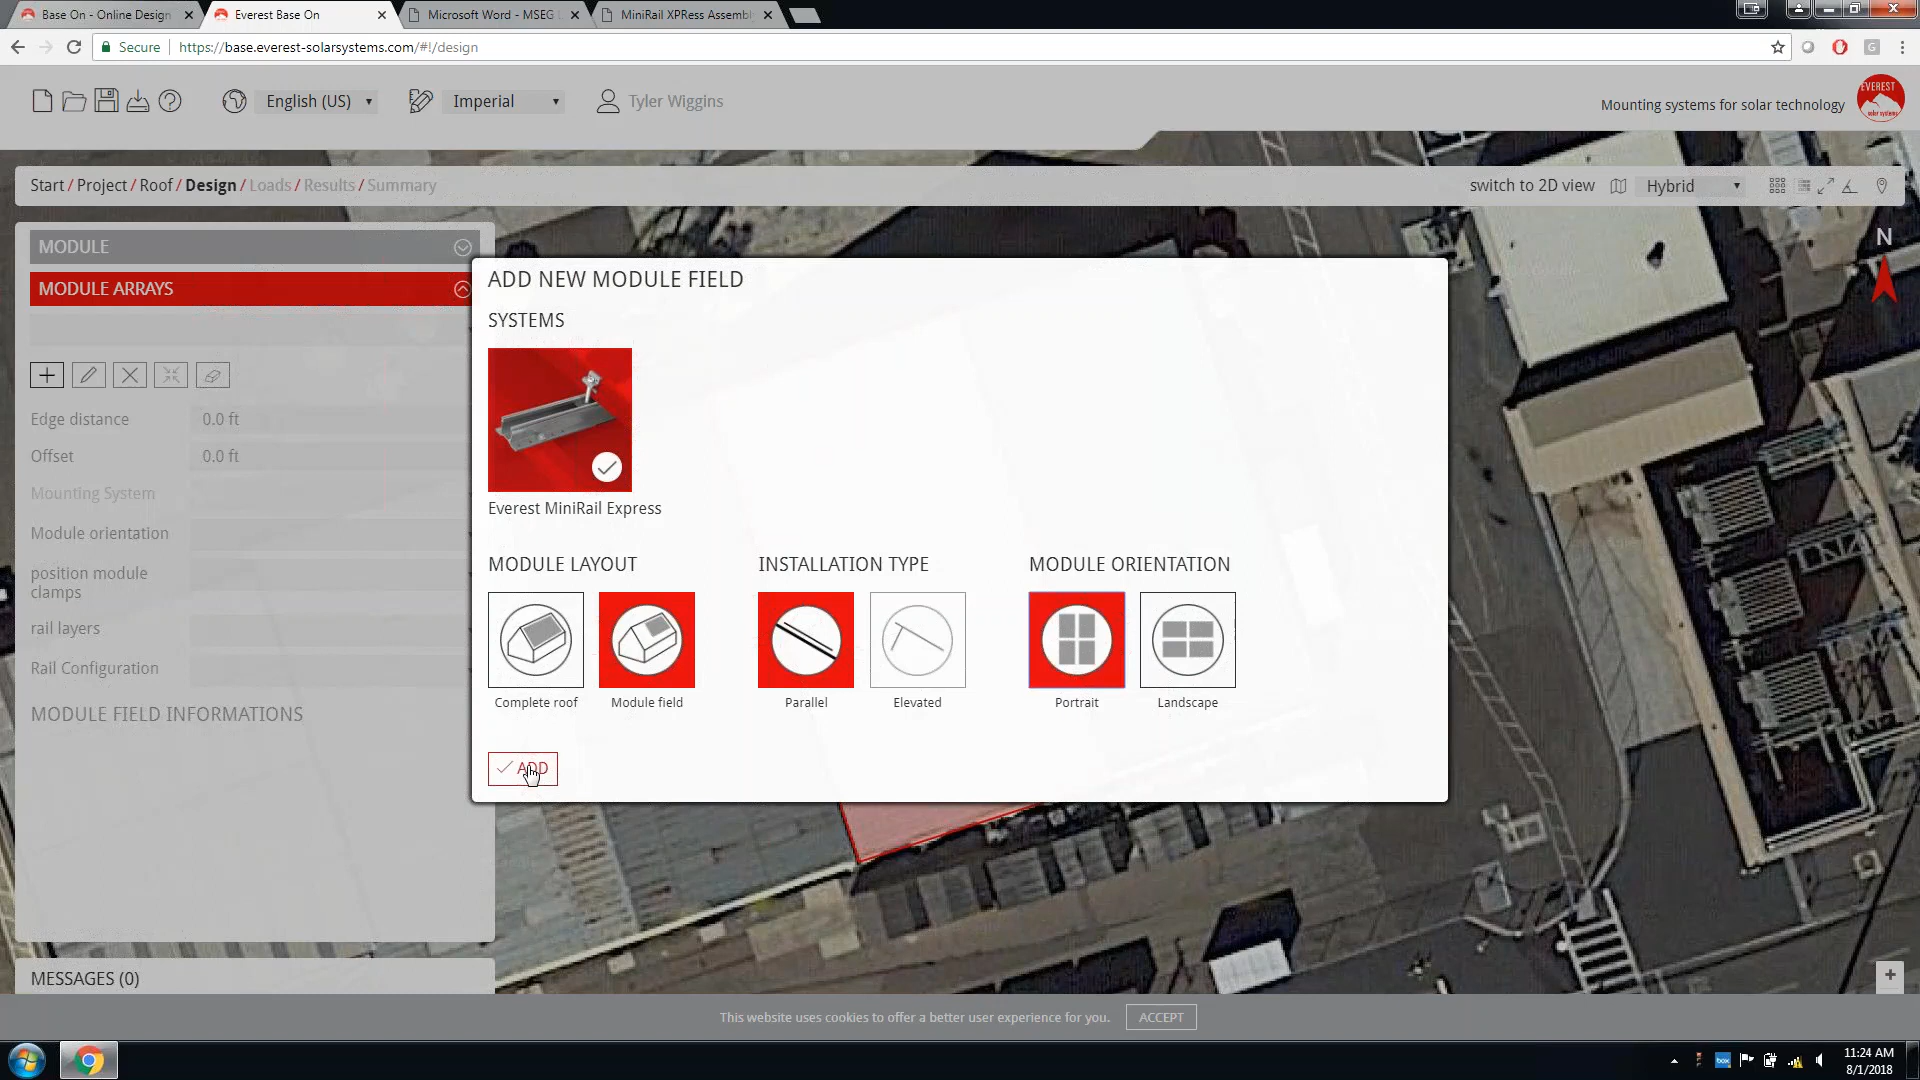 Base On - Online Design
Everest Base On
Microsoft Word - MSEG
MiniRail XPRess Assembl
Secure
https://base.everest-solarsystems.com/#!/design
English (US)
Imperial
Tyler Wiggins
Mounting systems for solar technology
EVEREST
solar systems
Start / Project / Roof / Design / Loads / Results / Summary
switch to 2D view
Hybrid
N
MODULE
MODULE ARRAYS
Edge distance 0.0 ft
Offset 0.0 ft
Mounting System
Module orientation
position module
clamps
rail layers
Rail Configuration
MODULE FIELD INFORMATIONS
MESSAGES (0)
ADD NEW MODULE FIELD
SYSTEMS
Everest MiniRail Express
MODULE LAYOUT
Complete roof
Module field
INSTALLATION TYPE
Parallel
Elevated
MODULE ORIENTATION
Portrait
Landscape
ADD
This website uses cookies to offer a better user experience for you.
ACCEPT
box
11:24 AM
8/1/2018